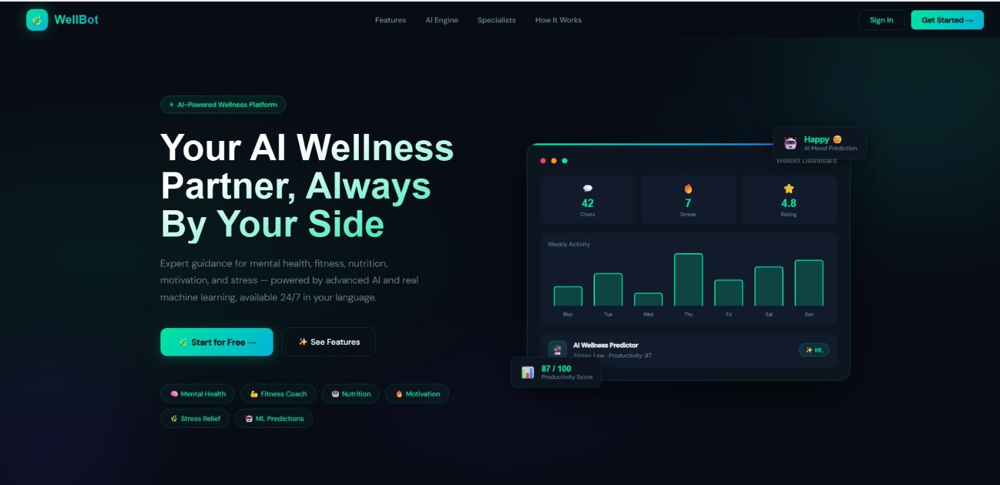 WellBot
Features
AI Engine
Specialists
How It Works
Sign In
Get Started →
AI-Powered Wellness Platform
Your AI Wellness
Partner, Always
By Your Side
Expert guidance for mental health, fitness, nutrition,
motivation, and stress — powered by advanced AI and real
machine learning, available 24/7 in your language.
🌿 Start for Free →
✨ See Features
🧠 Mental Health
💪 Fitness Coach
🥗 Nutrition
🔥 Motivation
🌿 Stress Relief
🤖 ML Predictions
Happy 😊
AI Mood Prediction
WellBot Dashboard
42
Chats
7
Streak
4.8
Rating
Weekly Activity
Mon
Tue
Wed
Thu
Fri
Sat
Sun
AI Wellness Predictor
Stress: Low · Productivity: 87
✨ ML
87 / 100
Productivity Score